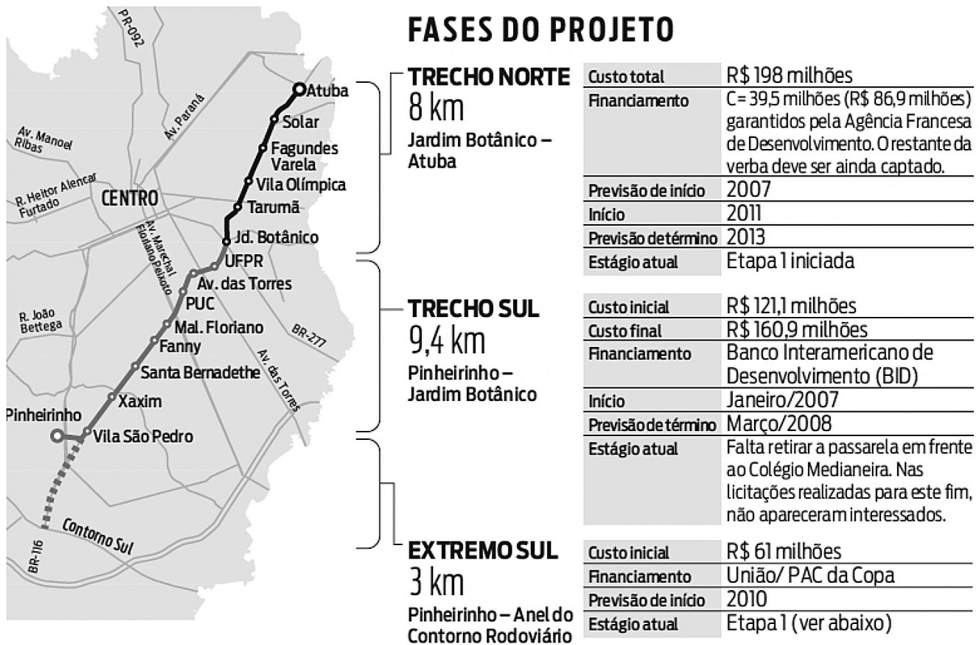 FASES DO PROJETO
PR-092
Av. Paraná
Av. Manoel
Ribas
R. Heitor Alencar
Furtado
CENTRO
Av. Marechal
Floriano Peixoto
R. João
Bettega
BR-277
Av. das Torres
Contorno Sul
BR-116
Atuba
Solar
Fagundes
Varela
Vila Olímpica
Tarumã
Jd. Botânico
UFPR
Av. das Torres
PUC
Mal. Floriano
Fanny
Santa Bernadethe
Xaxim
Pinheirinho
Vila São Pedro
TRECHO NORTE
8 km
Jardim Botânico –
Atuba
Custo total R$ 198 milhões
Financiamento C= 39,5 milhões (R$ 86,9 milhões)
garantidos pela Agência Francesa
de Desenvolvimento. O restante da
verba deve ser ainda captado.
Previsão de início 2007
Início 2011
Previsão de término 2013
Estágio atual Etapa 1 iniciada
TRECHO SUL
9,4 km
Pinheirinho –
Jardim Botânico
Custo inicial R$ 121,1 milhões
Custo final R$ 160,9 milhões
Financiamento Banco Interamericano de
Desenvolvimento (BID)
Início Janeiro/2007
Previsão de término Março/2008
Estágio atual Falta retirar a passarela em frente
ao Colégio Medianeira. Nas
licitações realizadas para este fim,
não apareceram interessados.
EXTREMO SUL
3 km
Pinheirinho – Anel do
Contorno Rodoviário
Custo inicial R$ 61 milhões
Financiamento União/ PAC da Copa
Previsão de início 2010
Estágio atual Etapa 1 (ver abaixo)